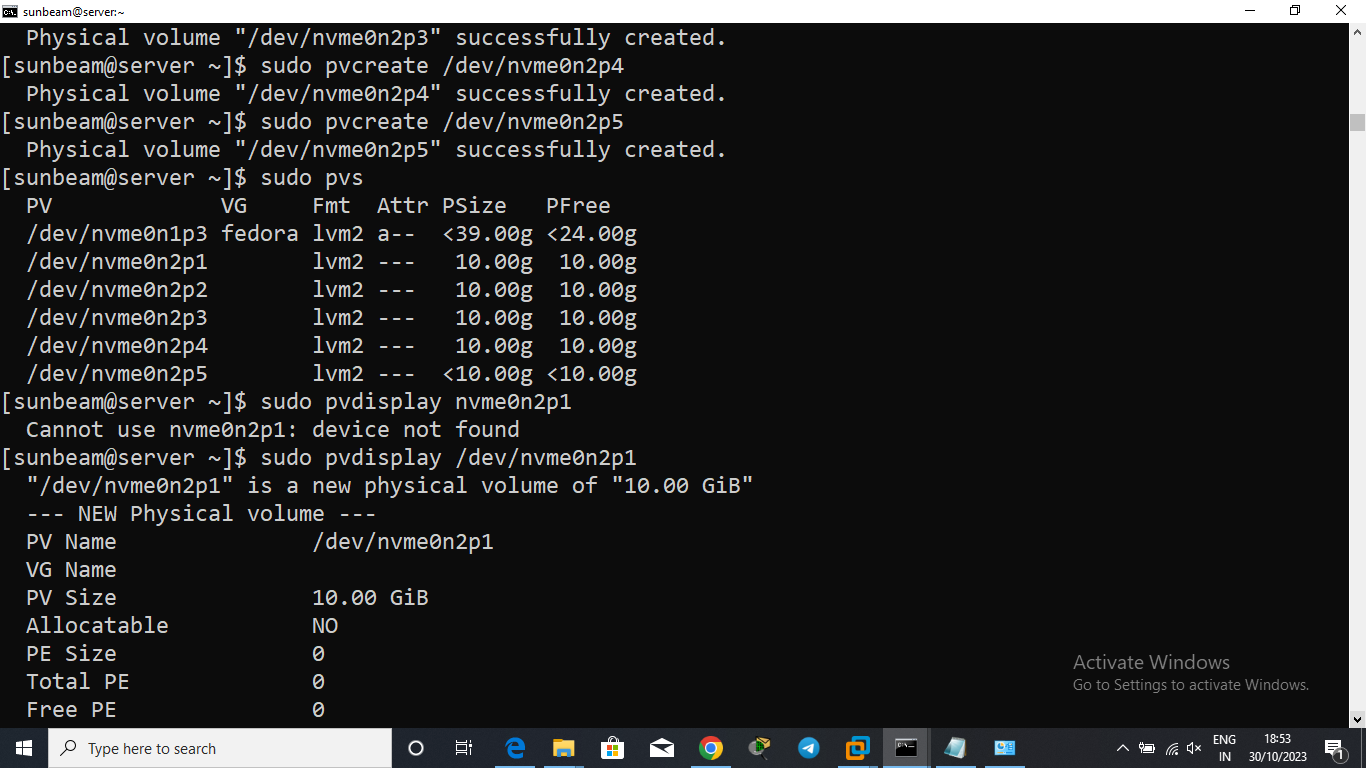 sunbeam@server:~
Physical volume "/dev/nvme0n2p3" successfully created.
[sunbeam@server ~]$ sudo pvcreate /dev/nvme0n2p4
Physical volume "/dev/nvme0n2p4" successfully created.
[sunbeam@server ~]$ sudo pvcreate /dev/nvme0n2p5
Physical volume "/dev/nvme0n2p5" successfully created.
[sunbeam@server ~]$ sudo pvs
PV VG Fmt Attr PSize PFree
/dev/nvme0n1p3 fedora lvm2 a-- <39.00g <24.00g
/dev/nvme0n2p1 lvm2 --- 10.00g 10.00g
/dev/nvme0n2p2 lvm2 --- 10.00g 10.00g
/dev/nvme0n2p3 lvm2 --- 10.00g 10.00g
/dev/nvme0n2p4 lvm2 --- 10.00g 10.00g
/dev/nvme0n2p5 lvm2 --- <10.00g <10.00g
[sunbeam@server ~]$ sudo pvdisplay nvme0n2p1
Cannot use nvme0n2p1: device not found
[sunbeam@server ~]$ sudo pvdisplay /dev/nvme0n2p1
"/dev/nvme0n2p1" is a new physical volume of "10.00 GiB"
--- NEW Physical volume ---
PV Name /dev/nvme0n2p1
VG Name
PV Size 10.00 GiB
Allocatable NO
PE Size 0
Total PE 0
Free PE 0
Activate Windows
Go to Settings to activate Windows.
Type here to search
ENG
IN
18:53
30/10/2023
1